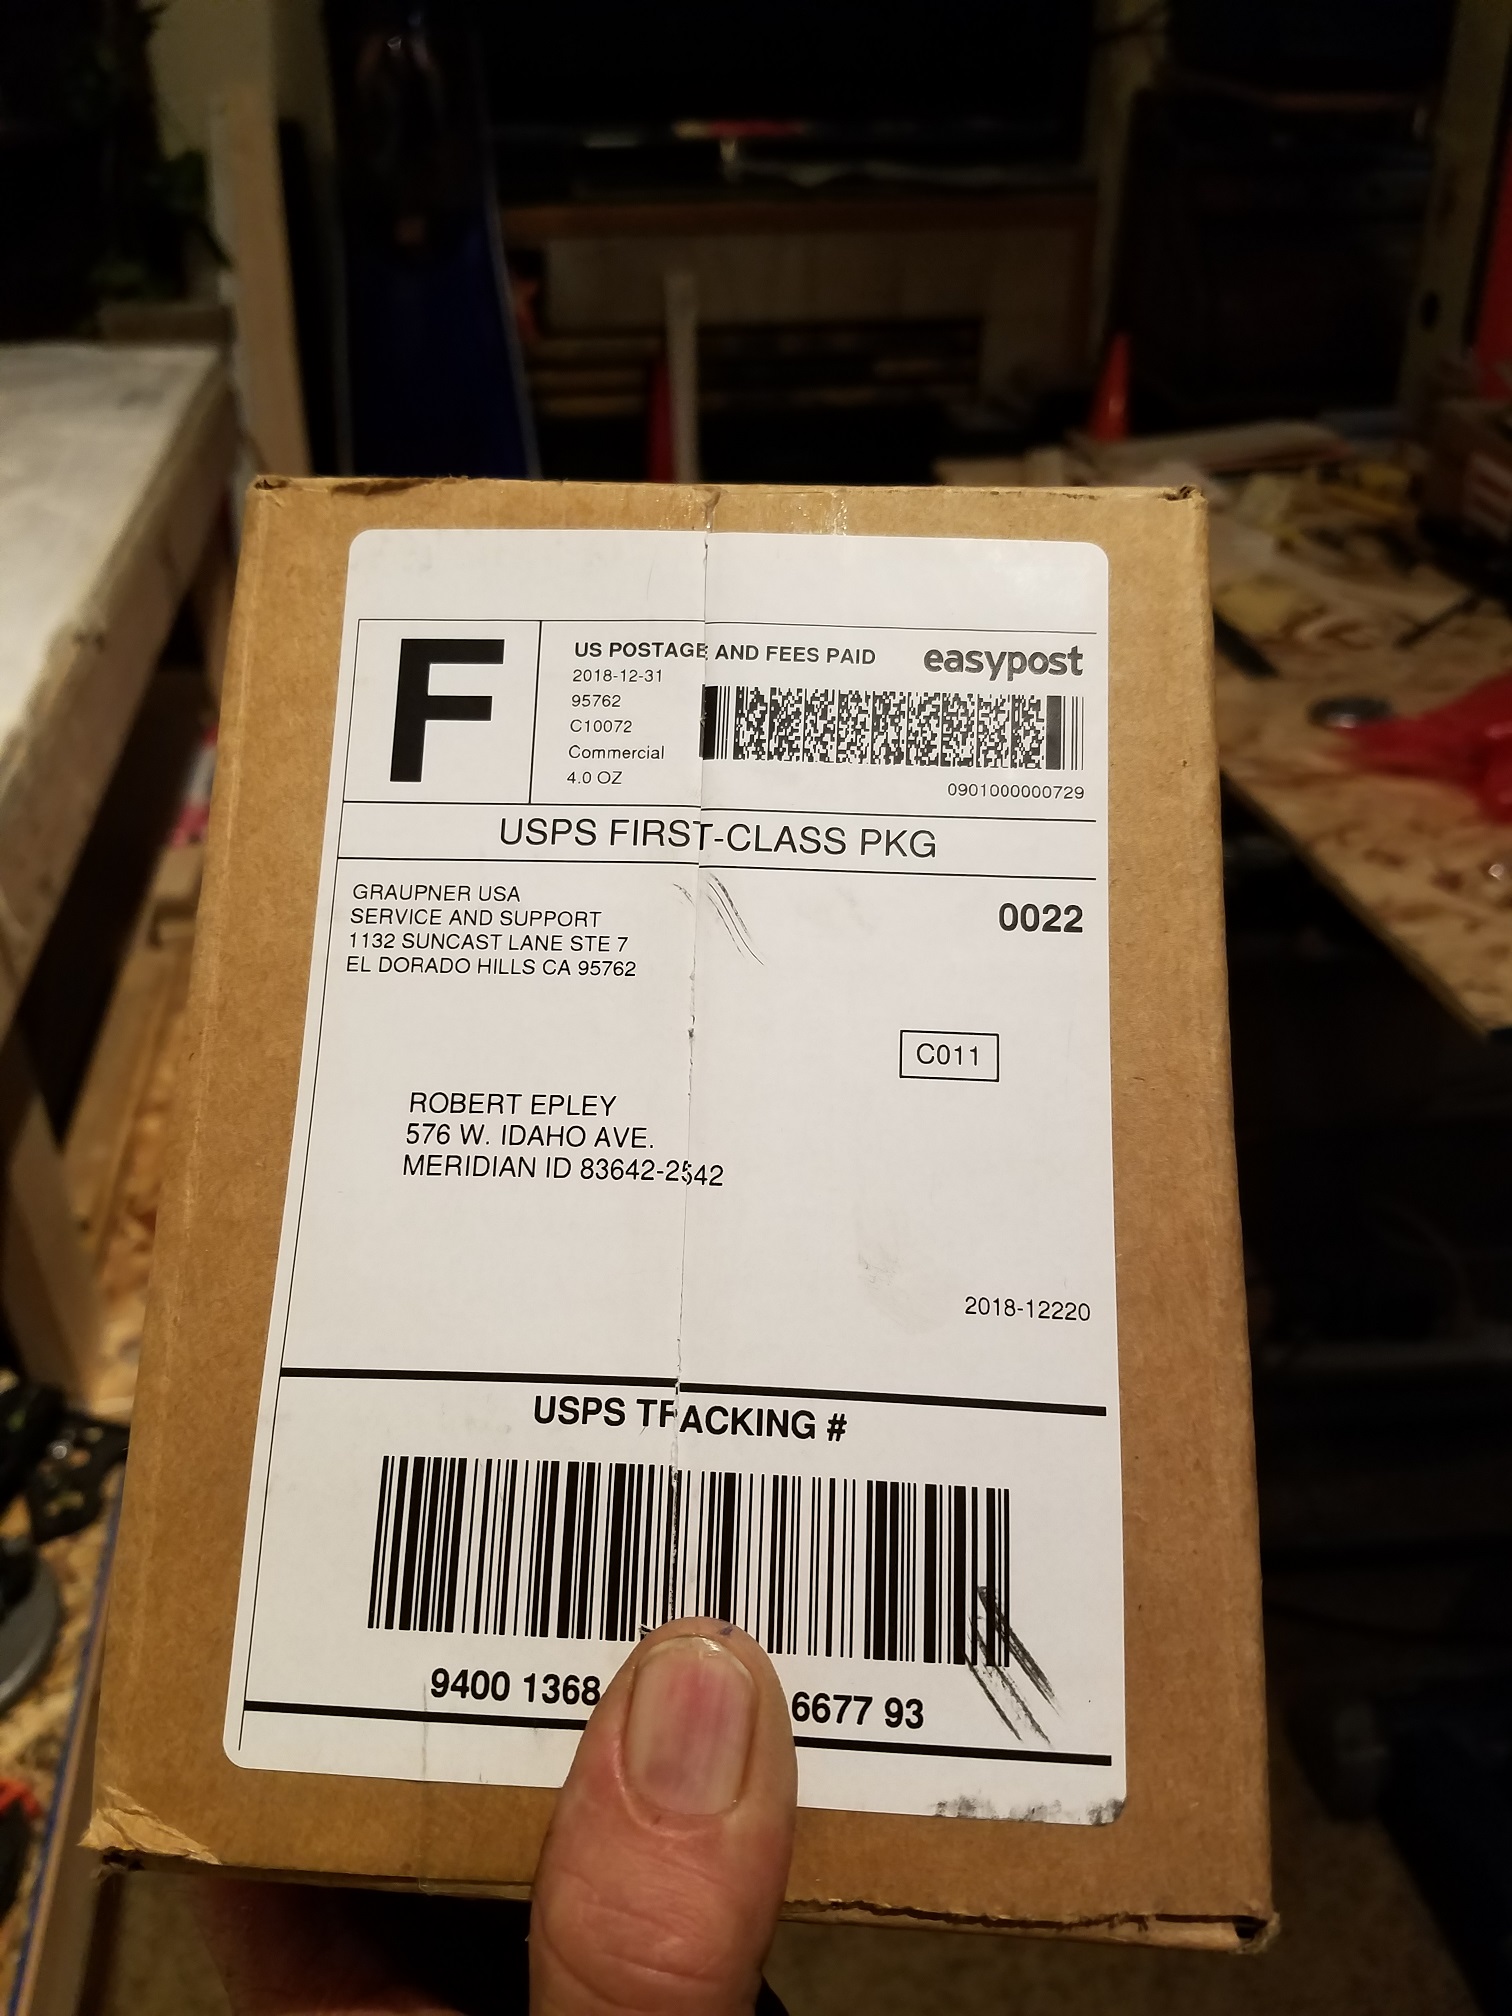 F
US POSTAGE AND FEES PAID
easypost
2018-12-31
95762
C10072
Commercial
4.0 OZ
0901000000729
USPS FIRST-CLASS PKG
GRAUPNER USA
SERVICE AND SUPPORT
1132 SUNCAST LANE STE 7
EL DORADO HILLS CA 95762
0022
C011
ROBERT EPLEY
576 W. IDAHO AVE.
MERIDIAN ID 83642-2542
2018-12220
USPS TRACKING #
9400 1368 6677 93